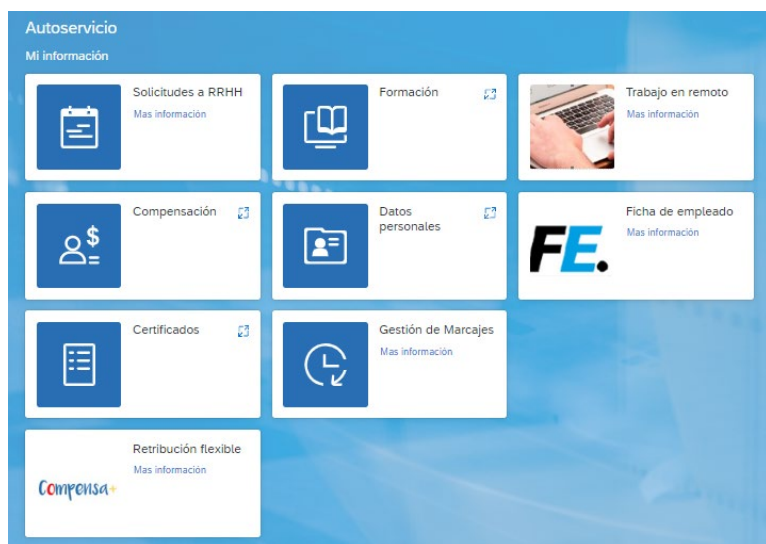 Autoservicio
Mi información
Solicitudes a RRHH
Mas información
Formación
Trabajo en remoto
Mas información
Compensación
$
Datos
personales
Ficha de empleado
Mas información
FE.
Certificados
Gestión de Marcajes
Mas información
Retribución flexible
Mas información
Compensa+